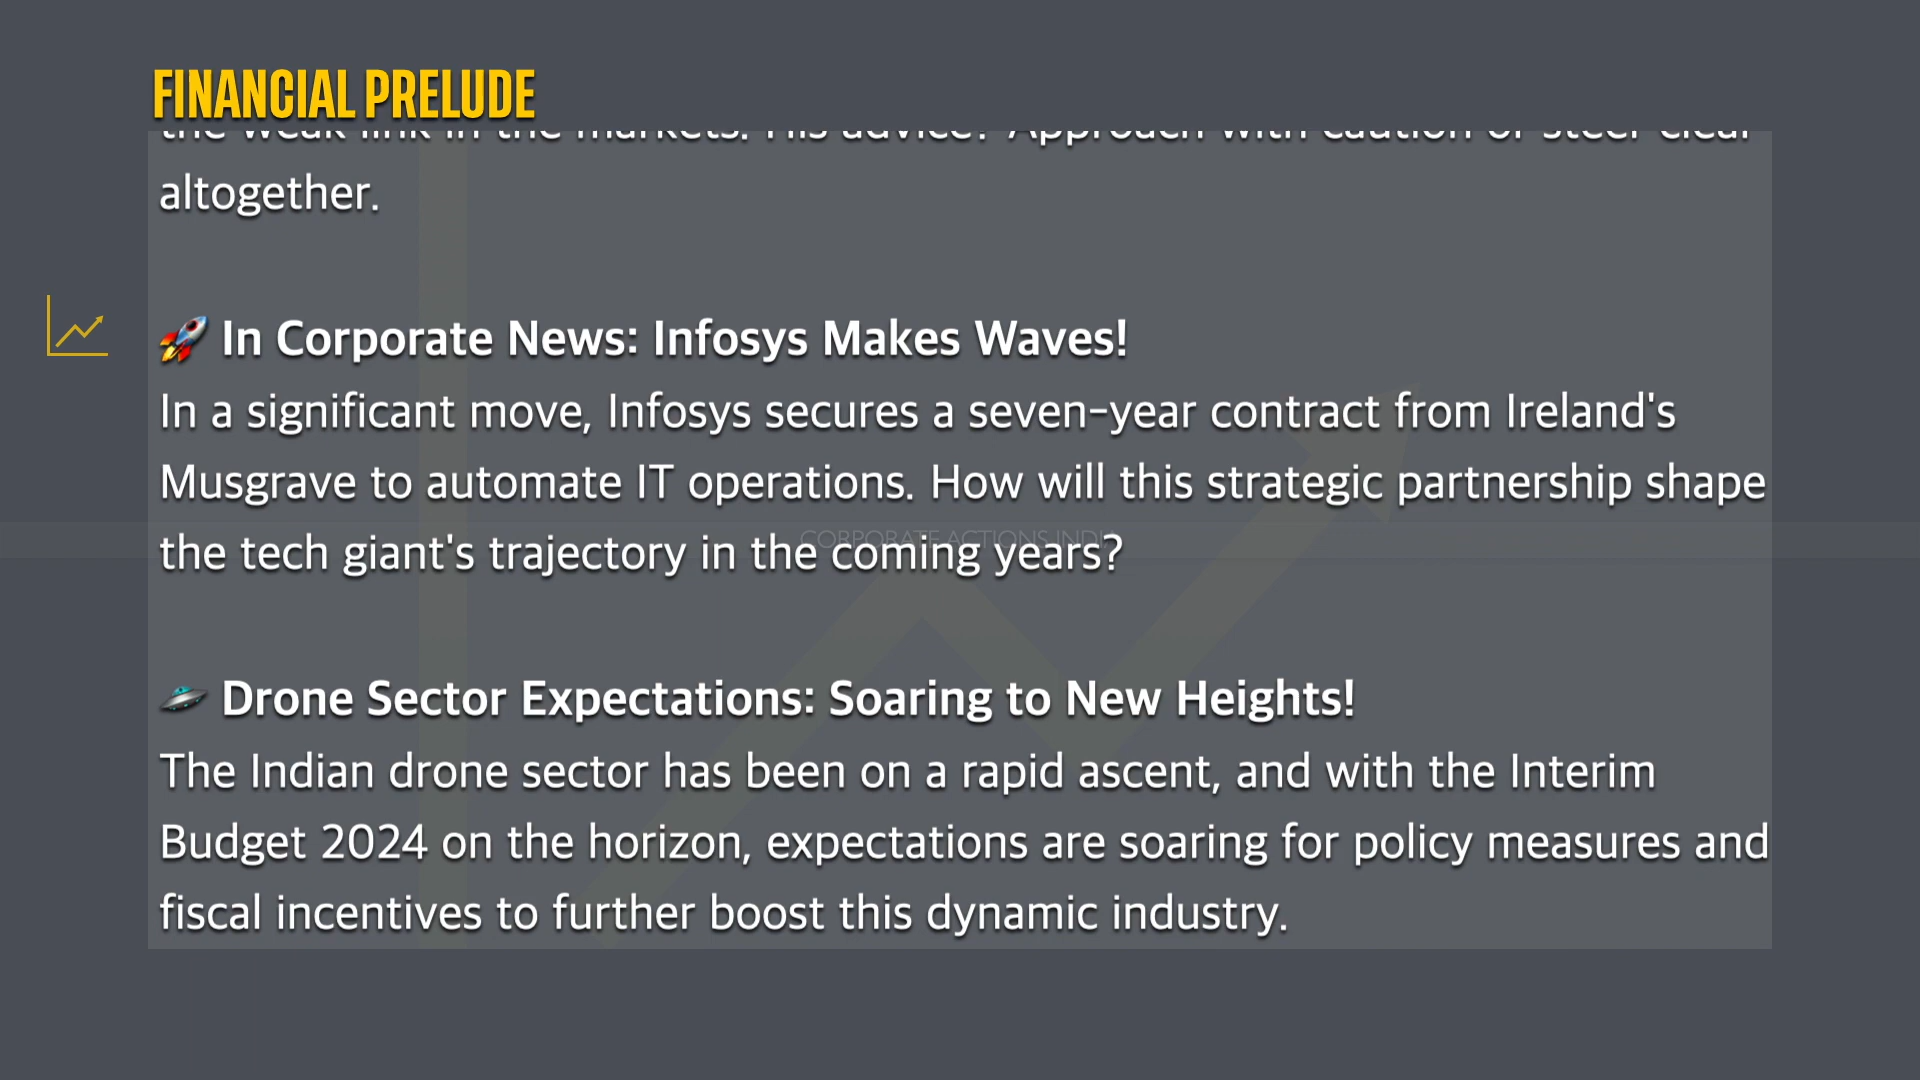 FINANCIAL PRELUDE
the weak link in the markets. His advice? Approach with caution or steer clear
altogether.
🚀 In Corporate News: Infosys Makes Waves!
In a significant move, Infosys secures a seven-year contract from Ireland's
Musgrave to automate IT operations. How will this strategic partnership shape
CORPORATE ACTIONS INDIA
the tech giant's trajectory in the coming years?
🛸 Drone Sector Expectations: Soaring to New Heights!
The Indian drone sector has been on a rapid ascent, and with the Interim
Budget 2024 on the horizon, expectations are soaring for policy measures and
fiscal incentives to further boost this dynamic industry.